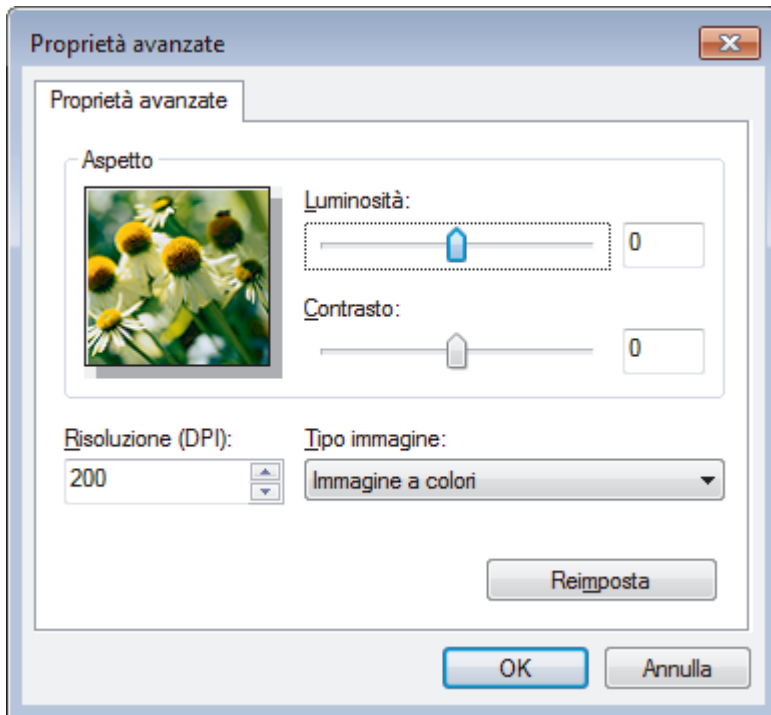 Proprietà avanzate
Proprietà avanzate
Aspetto
Luminosità:
0
Contrasto:
0
Risoluzione (DPI):
Tipo immagine:
200
Immagine a colori
Reimposta
OK
Annulla